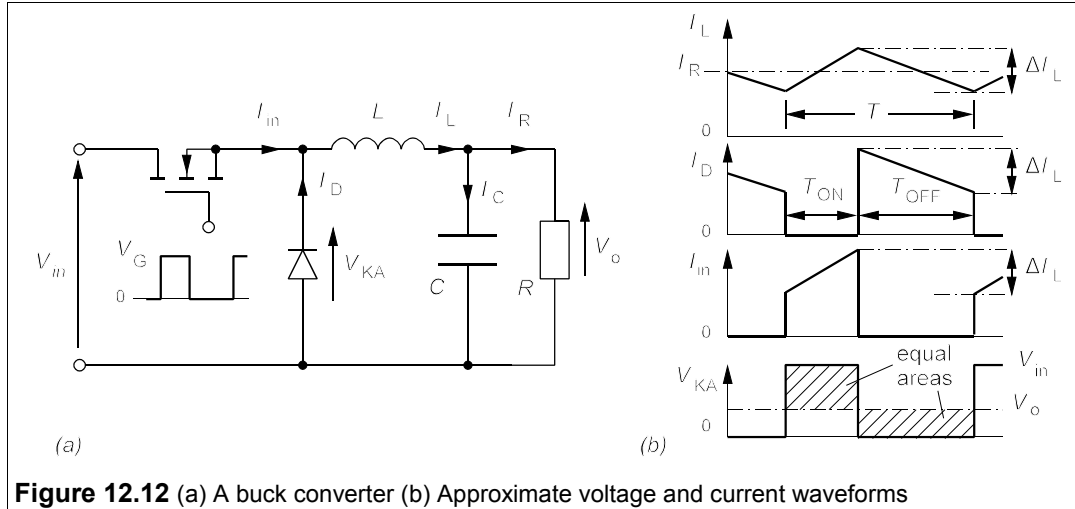 I_in L I_L I_R
I_D I_C
V_G V_in V_KA V_o
0 C R
(a)
I_L
I_R ΔI_L
T
0
I_D ΔI_L
T_ON T_OFF
0
I_in ΔI_L
0
equal
areas V_in
V_KA V_o
0
(b)
Figure 12.12 (a) A buck converter (b) Approximate voltage and current waveforms